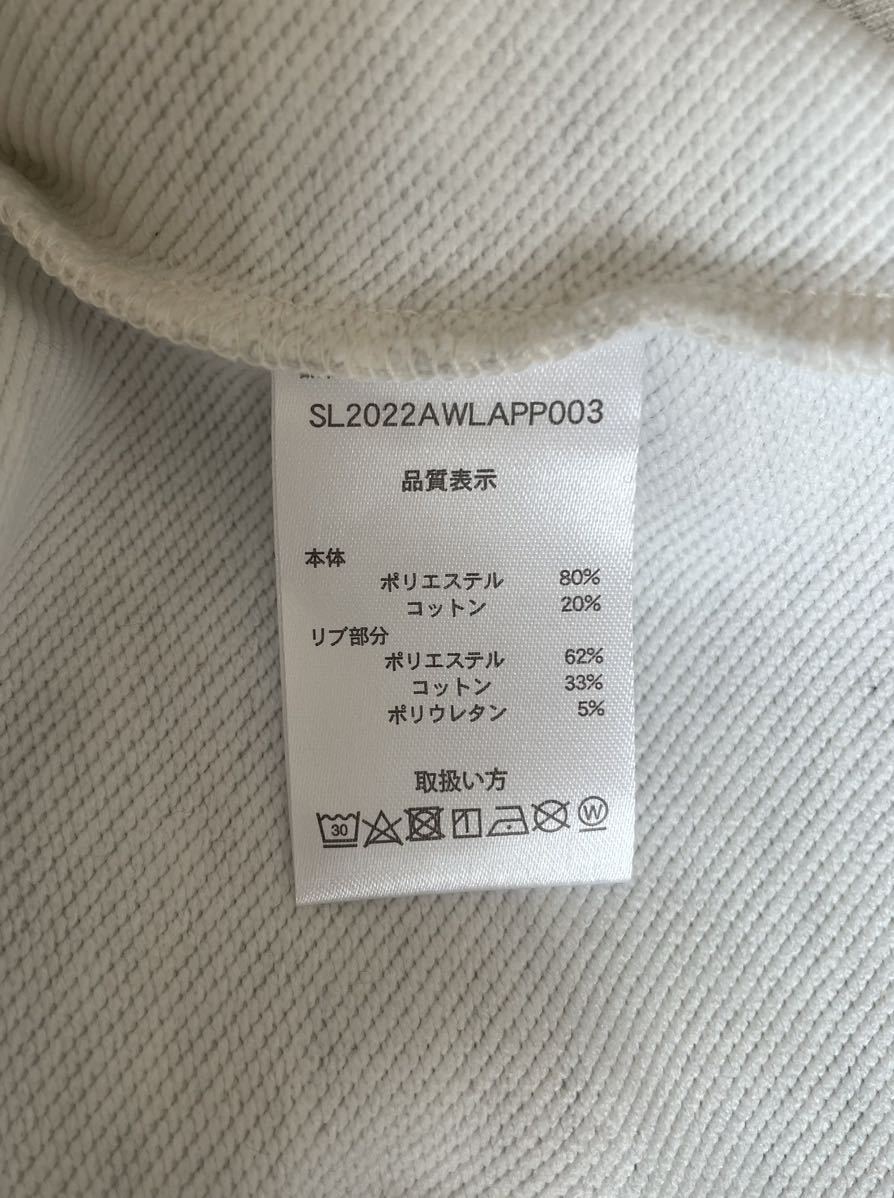 SL2022AWLAPP003
品質表示
本体
ポリエステル 80%
コットン 20%
リブ部分
ポリエステル 62%
コットン 33%
ポリウレタン 5%
取扱い方
30 W